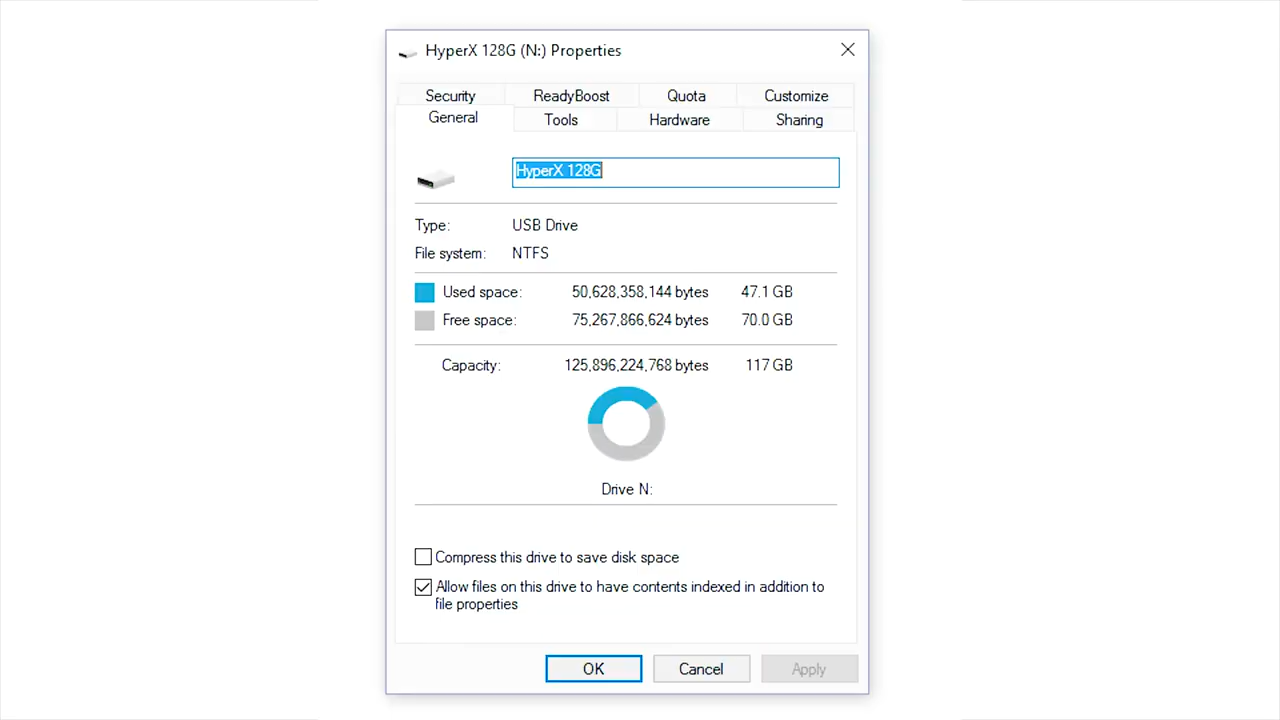 HyperX 128G (N:) Properties
Security ReadyBoost Quota Customize
General Tools Hardware Sharing
HyperX 128G
Type: USB Drive
File system: NTFS
Used space: 50,628,358,144 bytes 47.1 GB
Free space: 75,267,866,624 bytes 70.0 GB
Capacity: 125,896,224,768 bytes 117 GB
Drive N:
Compress this drive to save disk space
Allow files on this drive to have contents indexed in addition to
file properties
OK Cancel Apply